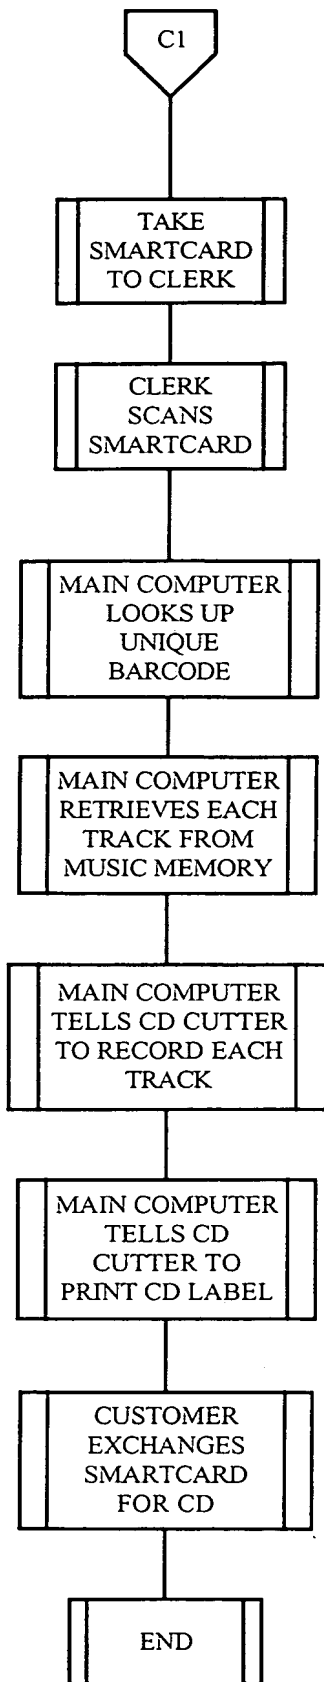 C1
TAKE
SMARTCARD
TO CLERK
CLERK
SCANS
SMARTCARD
MAIN COMPUTER
LOOKS UP
UNIQUE
BARCODE
MAIN COMPUTER
RETRIEVES EACH
TRACK FROM
MUSIC MEMORY
MAIN COMPUTER
TELLS CD CUTTER
TO RECORD EACH
TRACK
MAIN COMPUTER
TELLS CD
CUTTER TO
PRINT CD LABEL
CUSTOMER
EXCHANGES
SMARTCARD
FOR CD
END